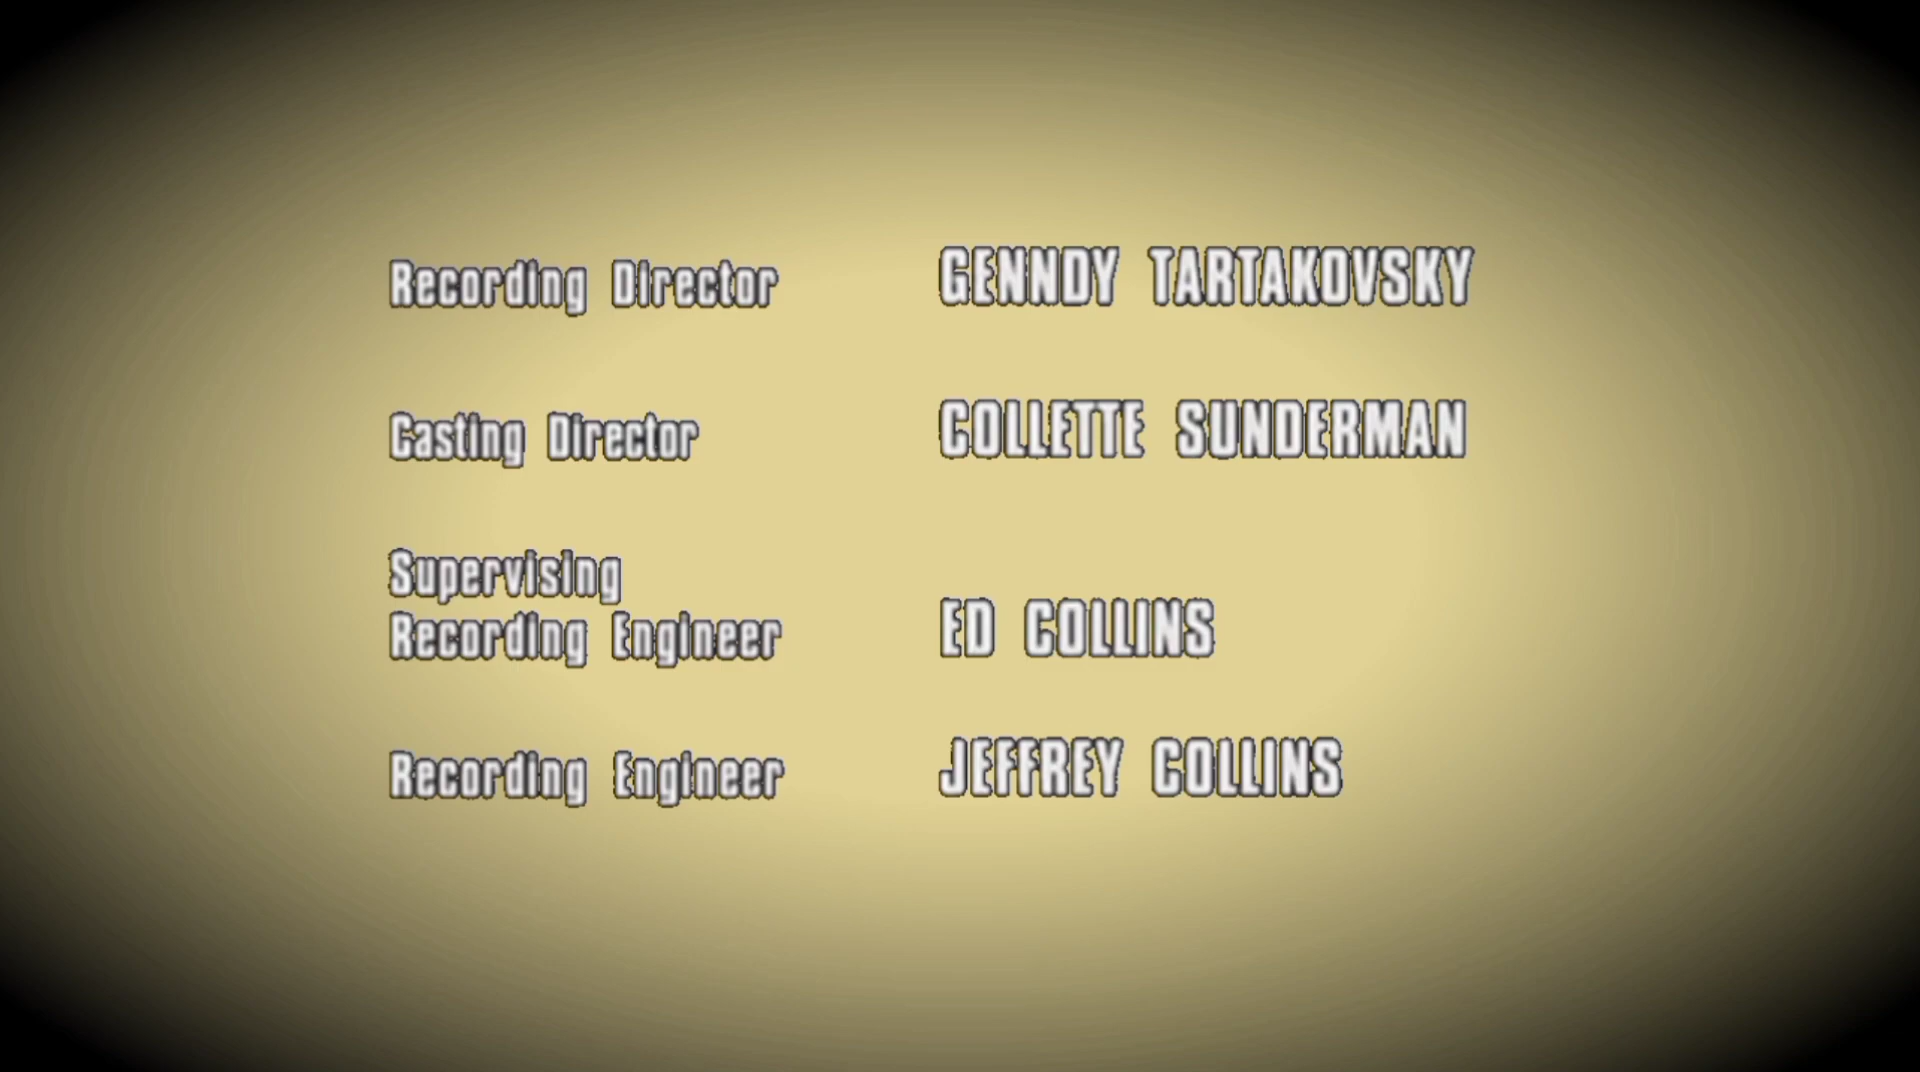 Recording Director GENNDY TARTAKOVSKY
Casting Director COLLETTE SUNDERMAN
Supervising
Recording Engineer ED COLLINS
Recording Engineer JEFFREY COLLINS